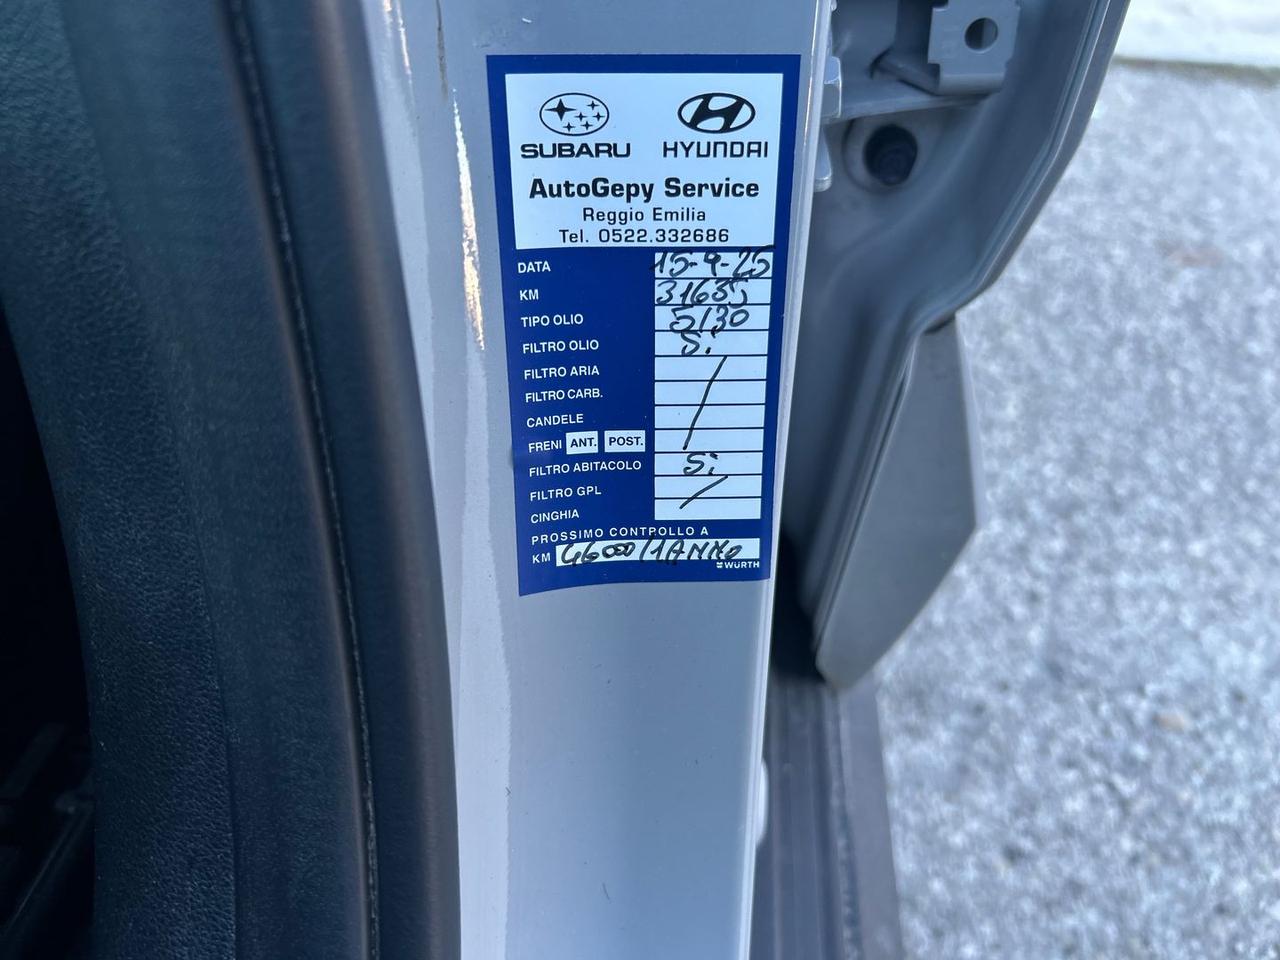 SUBARU HYUNDAI
AutoGepy Service
Reggio Emilia
Tel. 0522.332686
DATA 15-9-25
KM 31635
TIPO OLIO 5/30
FILTRO OLIO Si
FILTRO ARIA /
FILTRO CARB.
CANDELE
FRENI ANT. POST.
FILTRO ABITACOLO Si
FILTRO GPL /
CINGHIA
PROSSIMO CONTROLLO A
KM 46000/1ANNO
WÜRTH